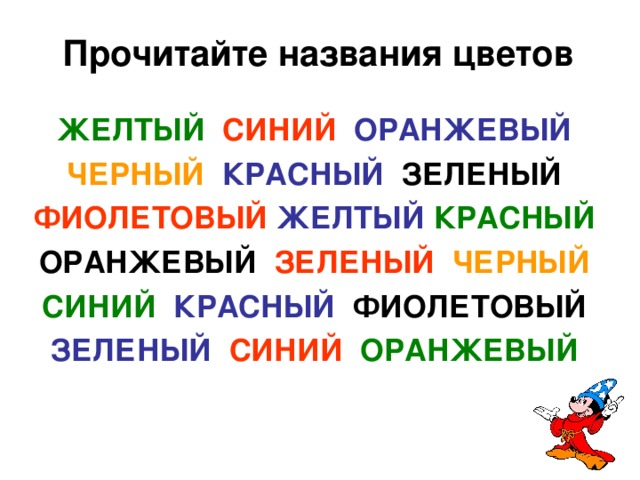 Прочитайте названия цветов
ЖЕЛТЫЙ СИНИЙ ОРАНЖЕВЫЙ
ЧЕРНЫЙ КРАСНЫЙ ЗЕЛЕНЫЙ
ФИОЛЕТОВЫЙ ЖЕЛТЫЙ КРАСНЫЙ
ОРАНЖЕВЫЙ ЗЕЛЕНЫЙ ЧЕРНЫЙ
СИНИЙ КРАСНЫЙ ФИОЛЕТОВЫЙ
ЗЕЛЕНЫЙ СИНИЙ ОРАНЖЕВЫЙ